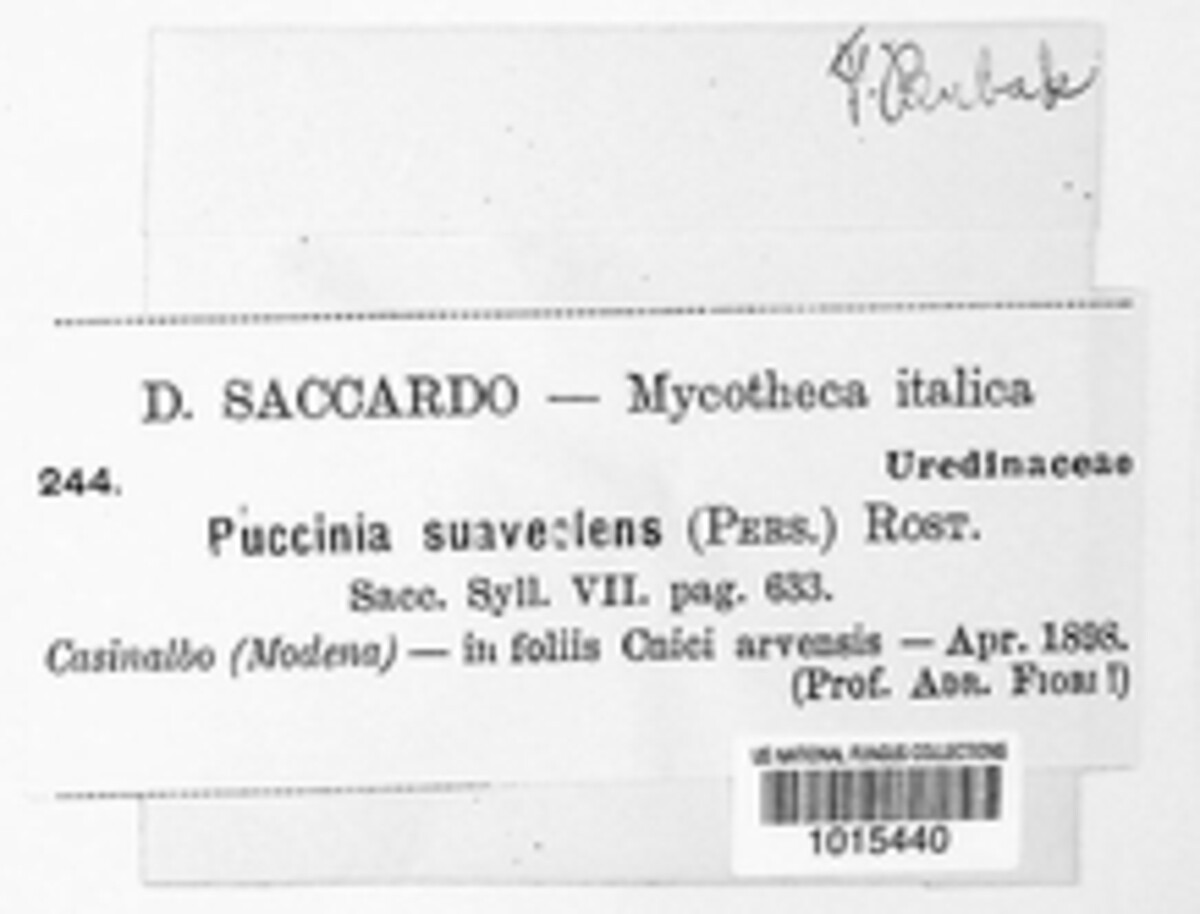 D. SACCARDO — Mycotheca italica
Uredinaceae
244.
Puccinia suaveolens (PERS.) ROST.
Sacc. Syll. VII. pag. 633.
Casinalbo (Modena) — in foliis Cnici arvensis — Apr. 1898.
(Prof. ADR. FIORI!)
US NATIONAL FUNGUS COLLECTIONS
1015440